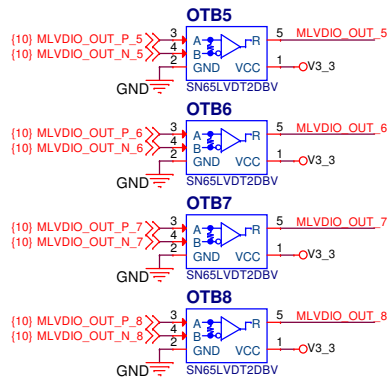 OTB5
{10} MLVDIO_OUT_P_5 3 A R 5 MLVDIO_OUT_5
{10} MLVDIO_OUT_N_5 4 B
2 GND VCC 1 V3_3
GND SN65LVDT2DBV
OTB6
{10} MLVDIO_OUT_P_6 3 A R 5 MLVDIO_OUT_6
{10} MLVDIO_OUT_N_6 4 B
2 GND VCC 1 V3_3
GND SN65LVDT2DBV
OTB7
{10} MLVDIO_OUT_P_7 3 A R 5 MLVDIO_OUT_7
{10} MLVDIO_OUT_N_7 4 B
2 GND VCC 1 V3_3
GND SN65LVDT2DBV
OTB8
{10} MLVDIO_OUT_P_8 3 A R 5 MLVDIO_OUT_8
{10} MLVDIO_OUT_N_8 4 B
2 GND VCC 1 V3_3
GND SN65LVDT2DBV